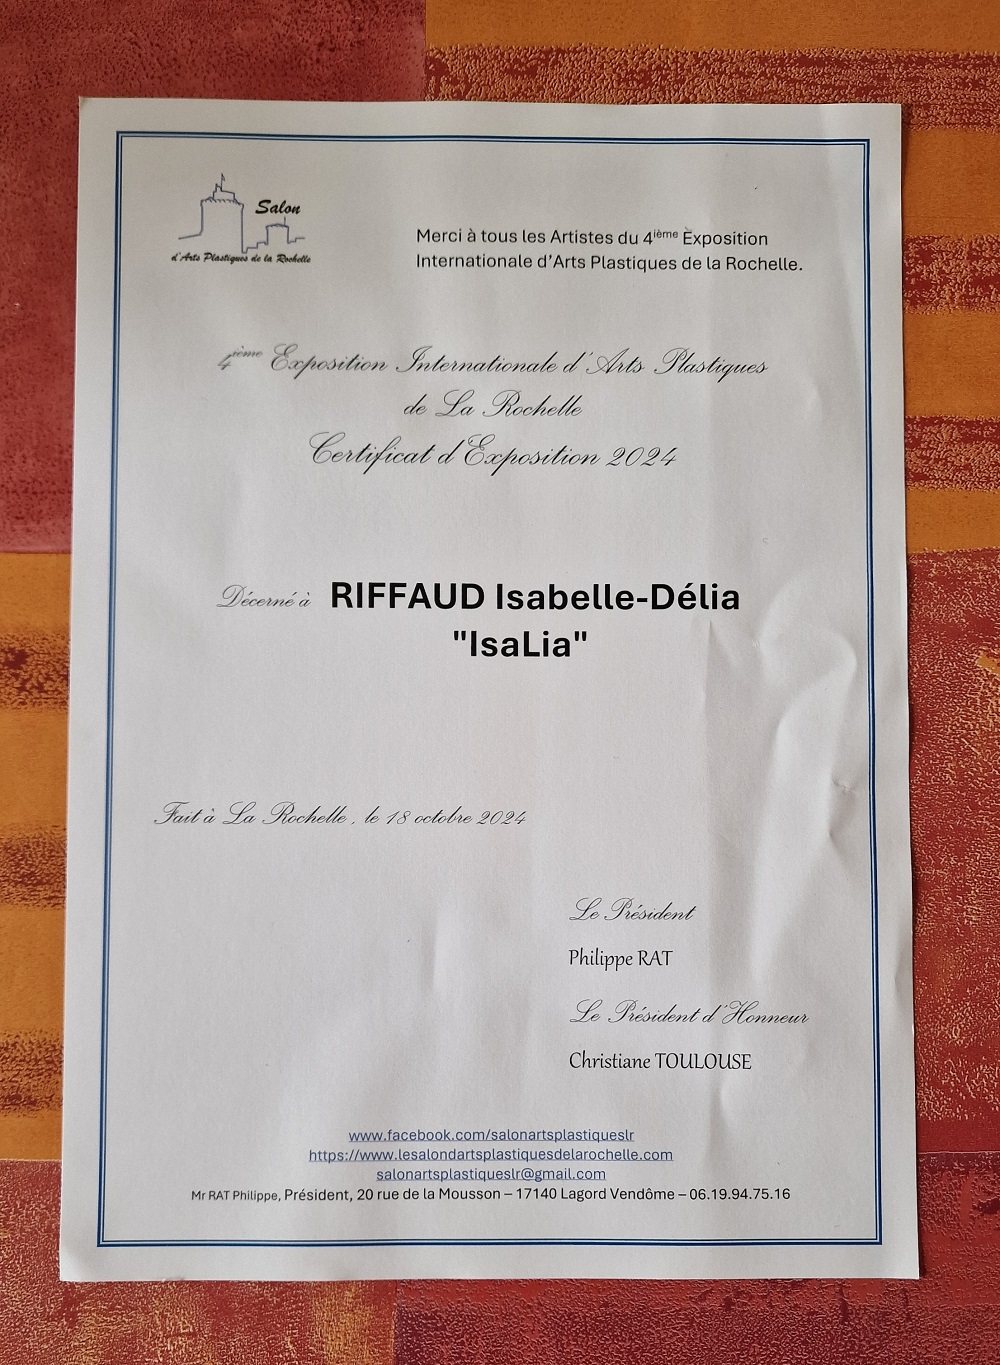 Salon
d'Arts Plastiques de la Rochelle
Merci à tous les Artistes du 4ième Exposition
Internationale d'Arts Plastiques de la Rochelle.
4ième Exposition Internationale d'Arts Plastiques
de La Rochelle
Certificat d'Exposition 2024
Décerné à RIFFAUD Isabelle-Délia
"IsaLia"
Fait à La Rochelle, le 18 octobre 2024
Le Président
Philippe RAT
Le Président d'Honneur
Christiane TOULOUSE
www.facebook.com/salonartsplastiqueslr
https://www.lesalondartsplastiquesdelarochelle.com
salonartsplastiqueslr@gmail.com
Mr RAT Philippe, Président, 20 rue de la Mousson – 17140 Lagord Vendôme – 06.19.94.75.16